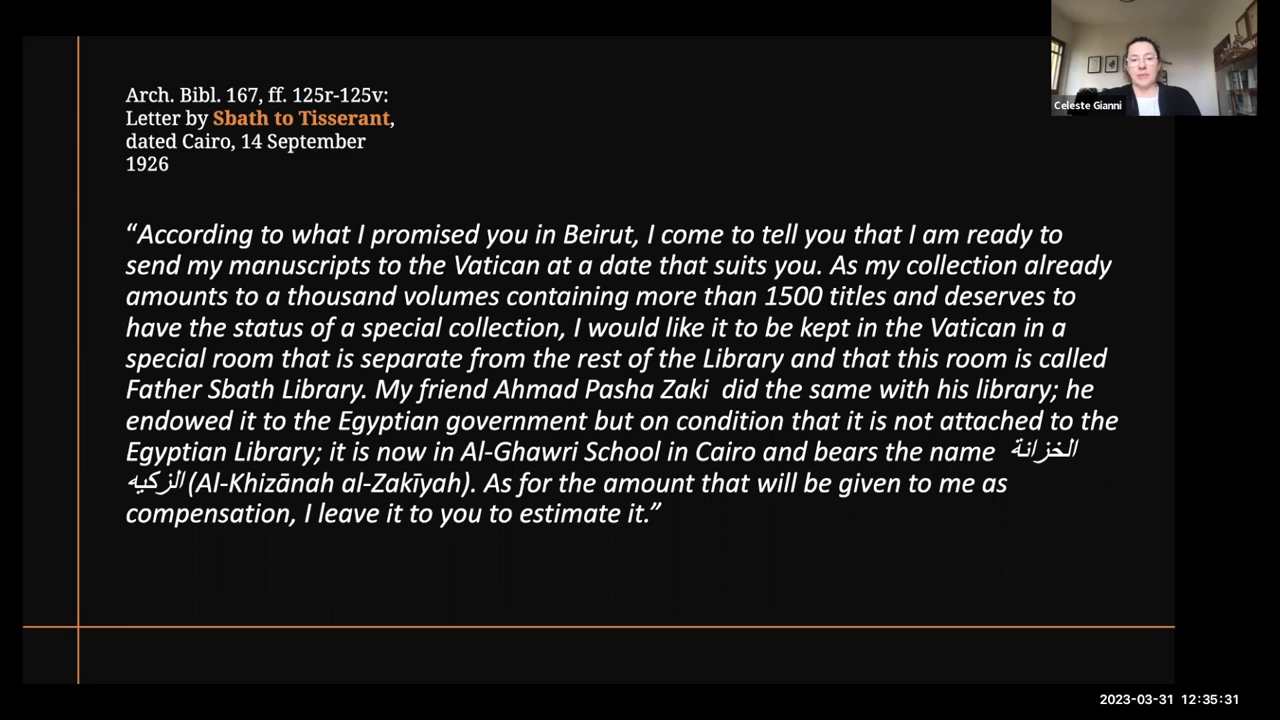 Arch. Bibl. 167, ff. 125r-125v:
Letter by Sbath to Tisserant,
dated Cairo, 14 September
1926
Celeste Gianni
“According to what I promised you in Beirut, I come to tell you that I am ready to
send my manuscripts to the Vatican at a date that suits you. As my collection already
amounts to a thousand volumes containing more than 1500 titles and deserves to
have the status of a special collection, I would like it to be kept in the Vatican in a
special room that is separate from the rest of the Library and that this room is called
Father Sbath Library. My friend Ahmad Pasha Zaki did the same with his library; he
endowed it to the Egyptian government but on condition that it is not attached to the
Egyptian Library; it is now in Al-Ghawri School in Cairo and bears the name الخزانة
الزكيه (Al-Khizānah al-Zakīyah). As for the amount that will be given to me as
compensation, I leave it to you to estimate it.”
2023-03-31 12:35:31